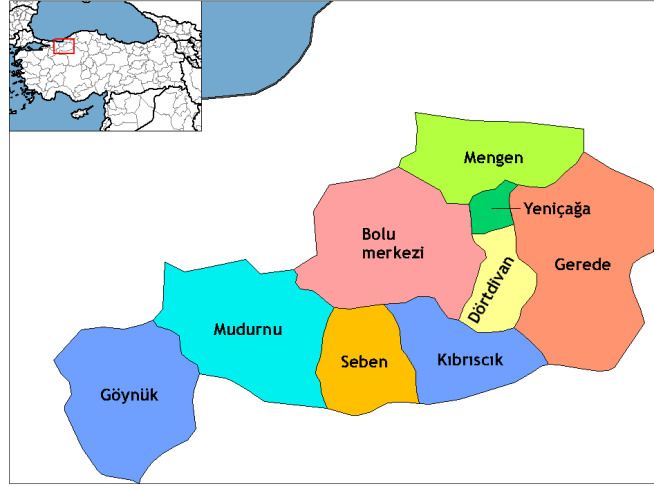 Mengen
Yeniçağa
Bolu
merkezi
Gerede
Dörtdivan
Mudurnu
Seben
Kıbrıscık
Göynük